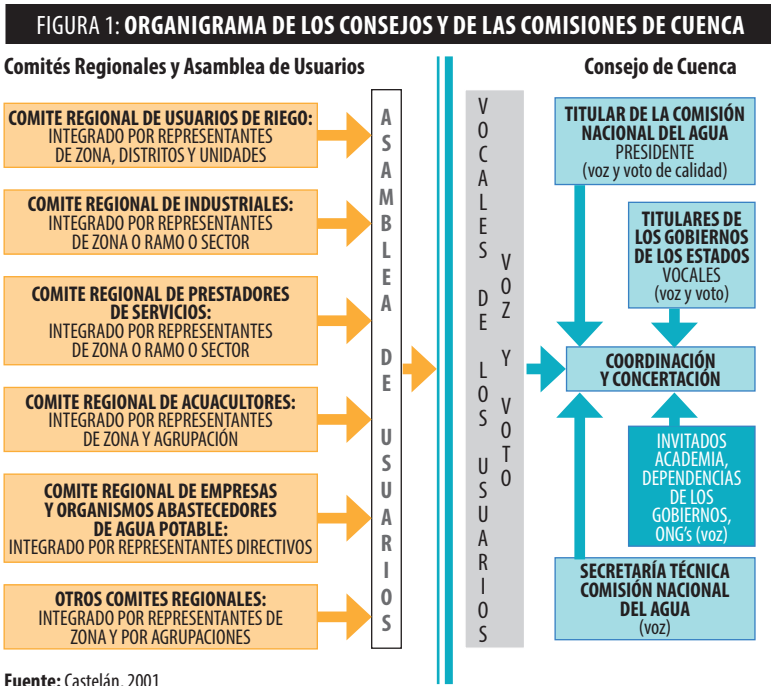 FIGURA 1: ORGANIGRAMA DE LOS CONSEJOS Y DE LAS COMISIONES DE CUENCA
Comités Regionales y Asamblea de Usuarios
COMITE REGIONAL DE USUARIOS DE RIEGO:
INTEGRADO POR REPRESENTANTES
DE ZONA, DISTRITOS Y UNIDADES
COMITE REGIONAL DE INDUSTRIALES:
INTEGRADO POR REPRESENTANTES
DE ZONA O RAMO O SECTOR
COMITE REGIONAL DE PRESTADORES
DE SERVICIOS:
INTEGRADO POR REPRESENTANTES
DE ZONA O RAMO O SECTOR
COMITE REGIONAL DE ACUACULTORES:
INTEGRADO POR REPRESENTANTES
DE ZONA Y AGRUPACIÓN
COMITE REGIONAL DE EMPRESAS
Y ORGANISMOS ABASTECEDORES
DE AGUA POTABLE:
INTEGRADO POR REPRESENTANTES DIRECTIVOS
OTROS COMITES REGIONALES:
INTEGRADO POR REPRESENTANTES DE
ZONA Y POR AGRUPACIONES
ASAMBLEA DE USUARIOS
VOCALES DE LOS USUARIOS
VOZ Y VOTO
Consejo de Cuenca
TITULAR DE LA COMISIÓN
NACIONAL DEL AGUA
PRESIDENTE
(voz y voto de calidad)
TITULARES DE
LOS GOBIERNOS
DE LOS ESTADOS
VOCALES
(voz y voto)
COORDINACIÓN
Y CONCERTACIÓN
INVITADOS
ACADEMIA,
DEPENDENCIAS
DE LOS
GOBIERNOS,
ONG's (voz)
SECRETARÍA TÉCNICA
COMISIÓN NACIONAL
DEL AGUA
(voz)
Fuente: Castelán, 2001